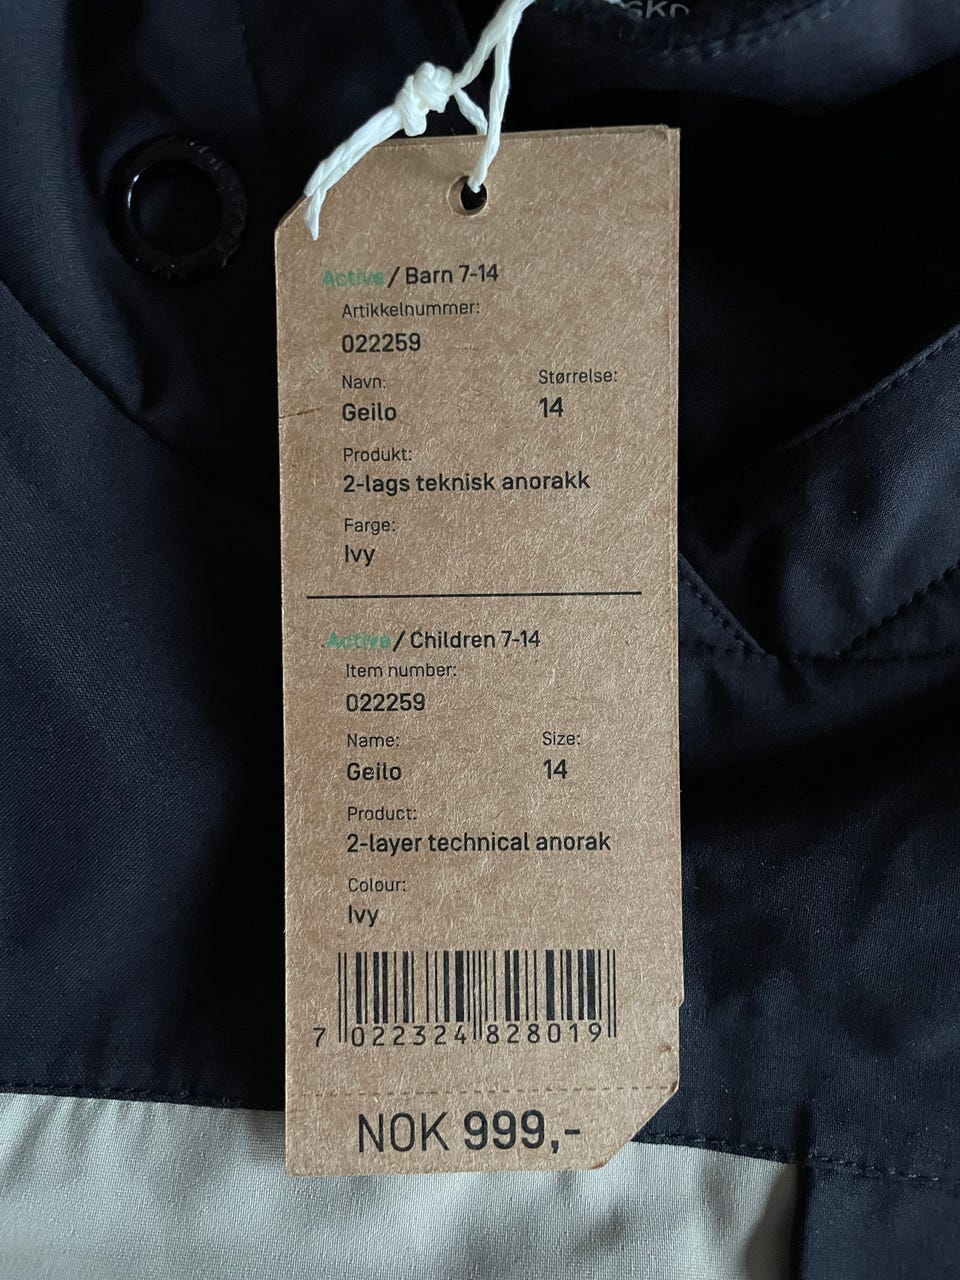 Active / Barn 7-14
Artikkelnummer:
022259
Navn: Størrelse:
Geilo 14
Produkt:
2-lags teknisk anorakk
Farge:
Ivy
Active / Children 7-14
Item number:
022259
Name: Size:
Geilo 14
Product:
2-layer technical anorak
Colour:
Ivy
7 022324 828019
NOK 999,-